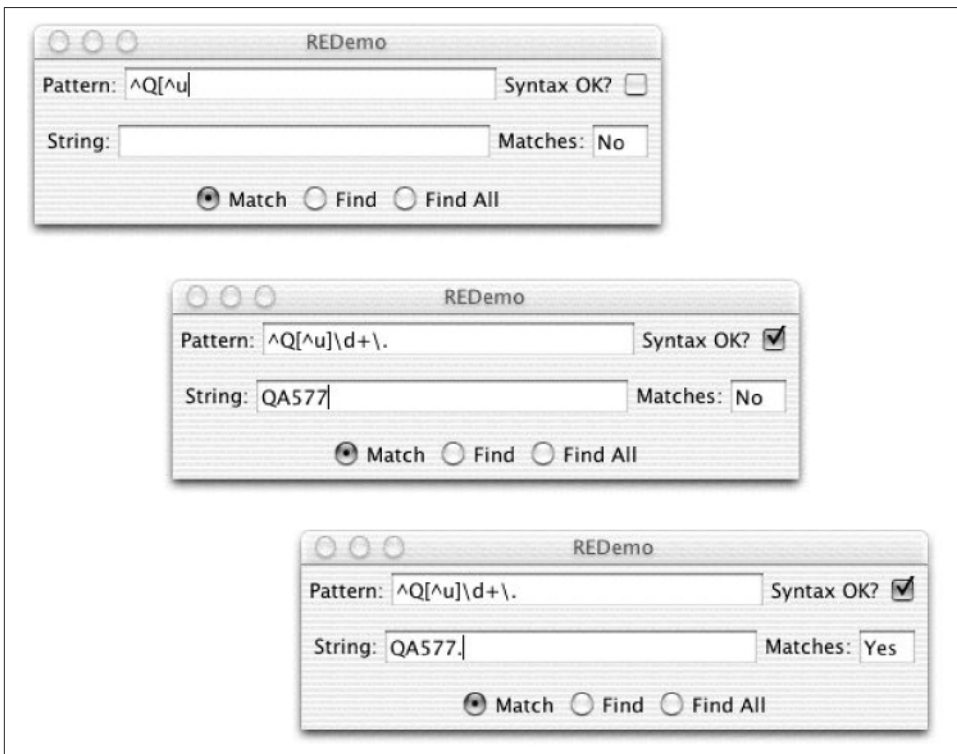 REDemo
Pattern: ^Q[^u Syntax OK?
String: Matches: No
Match Find Find All
REDemo
Pattern: ^Q[^u]\d+\. Syntax OK?
String: QA577 Matches: No
Match Find Find All
REDemo
Pattern: ^Q[^u]\d+\. Syntax OK?
String: QA577. Matches: Yes
Match Find Find All